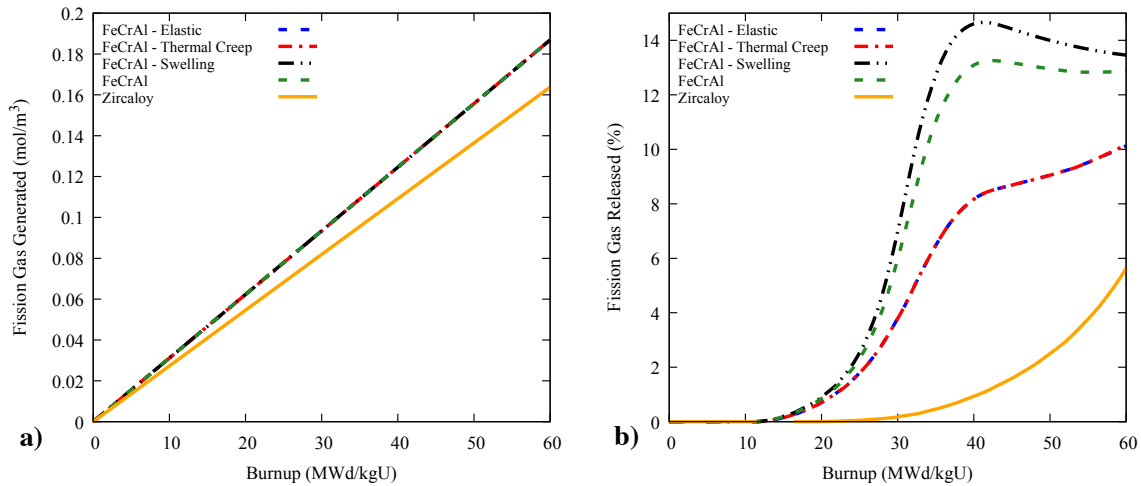 FeCrAl - Elastic
FeCrAl - Thermal Creep
FeCrAl - Swelling
FeCrAl
Zircaloy
Fission Gas Generated (mol/m³)
0.2
0.18
0.16
0.14
0.12
0.1
0.08
0.06
0.04
0.02
0
0 10 20 30 40 50 60
Burnup (MWd/kgU)
a)
FeCrAl - Elastic
FeCrAl - Thermal Creep
FeCrAl - Swelling
FeCrAl
Zircaloy
Fission Gas Released (%)
14
12
10
8
6
4
2
0
0 10 20 30 40 50 60
Burnup (MWd/kgU)
b)